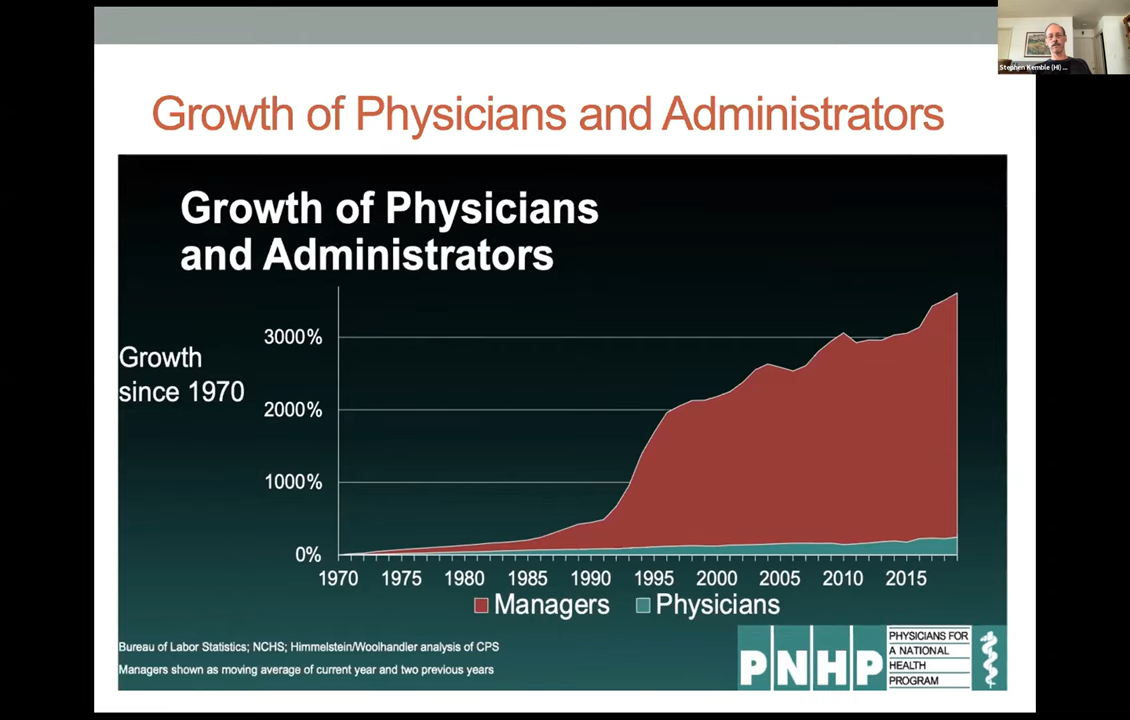 Stephen Kemble (HI) ...
Growth of Physicians and Administrators
Growth of Physicians
and Administrators
Growth
since 1970
3000%
2000%
1000%
0%
1970 1975 1980 1985 1990 1995 2000 2005 2010 2015
Managers Physicians
Bureau of Labor Statistics; NCHS; Himmelstein/Woolhandler analysis of CPS
Managers shown as moving average of current year and two previous years
PNHP
PHYSICIANS FOR
A NATIONAL
HEALTH
PROGRAM